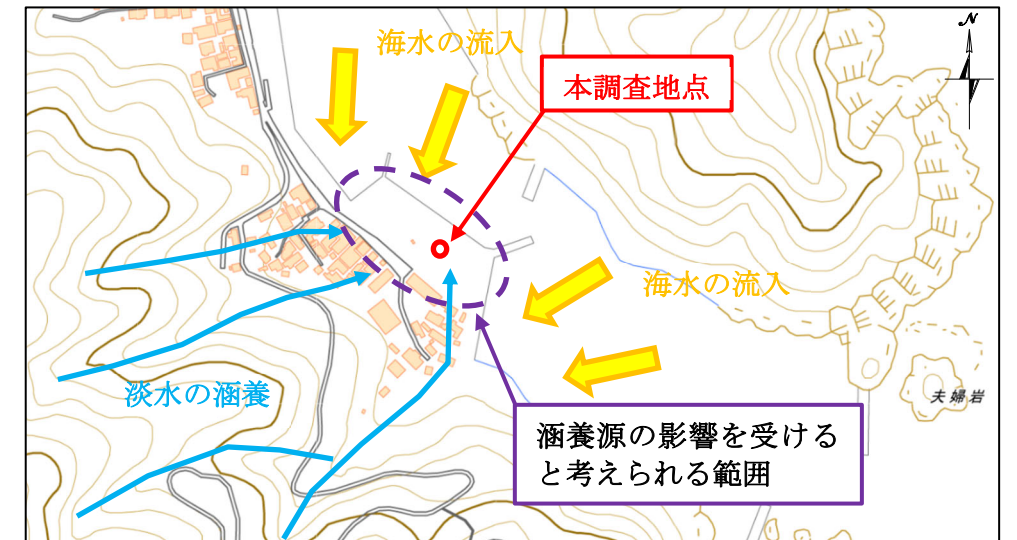 海水の流入
N
本調査地点
海水の流入
淡水の涵養
夫婦岩
涵養源の影響を受ける
と考えられる範囲